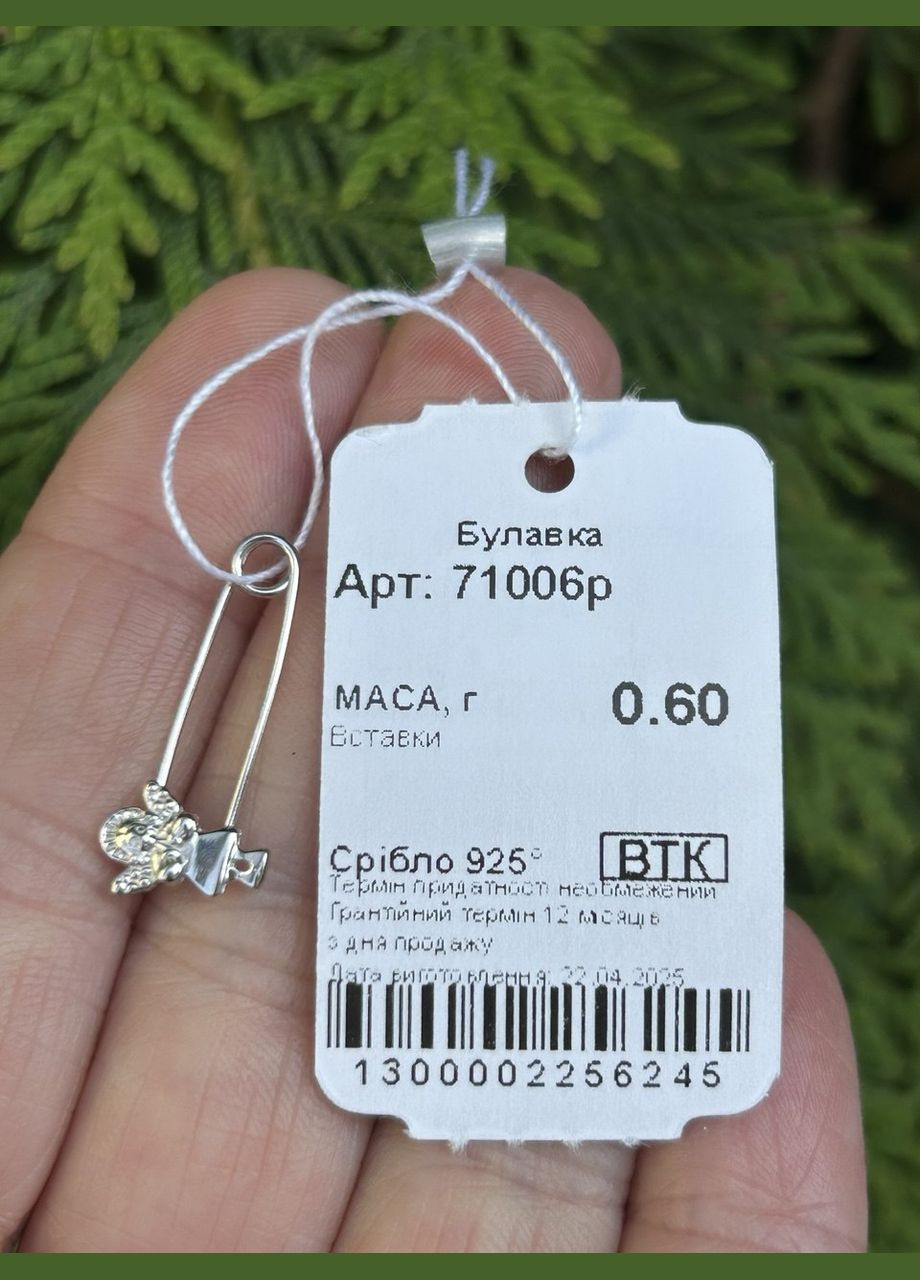 Булавка
Арт: 71006р
МАСА, г 0.60
Вставки
Срібло 925° ВТК
Термін придатності необмежений
Грантійний термін 12 місяців
з дня продажу
Дата виготовлення: 22.04.2025
1300002256245